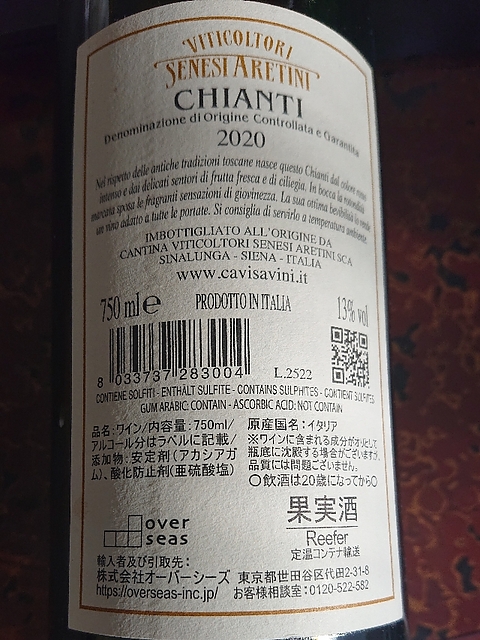 VITICOLTORI
SENESI ARETINI
CHIANTI
Denominazione di Origine Controllata e Garantita
2020
Nel rispetto delle antiche tradizioni toscane nasce questo Chianti dal colore rosso
intenso e dai delicati sentori di frutta fresca e di ciliegia. In bocca la rotondità
marcata sposa le fragranti sensazioni di giovinezza. La sua ottima bevibilità lo rende
un vino adatto a tutte le portate. Si consiglia di servirlo a temperatura ambiente.
IMBOTTIGLIATO ALL'ORIGINE DA
CANTINA VITICOLTORI SENESI ARETINI SCA
SINALUNGA - SIENA - ITALIA
www.cavisavini.it
750 ml e PRODOTTO IN ITALIA 13% vol
8 033737 283004 L.2522
CONTIENE SOLFITI - ENTHÄLT SULFITE - CONTAINS SULPHITES - CONTIENT SULFITES
GUM ARABIC: CONTAIN - ASCORBIC ACID: NOT CONTAIN
品名:ワイン/内容量:750ml/
アルコール分はラベルに記載/
添加物:安定剤(アカシアガ
ム)、酸化防止剤(亜硫酸塩)
原産国名:イタリア
※ワインに含まれる成分がオリとして
瓶底に沈殿する場合がございますが、
品質には問題ございません。
○飲酒は20歳になってから○
over
seas
果実酒
Reefer
定温コンテナ輸送
輸入者及び引取先:
株式会社オーバーシーズ 東京都世田谷区代田2-31-8
https://overseas-inc.jp/ お客様相談室:0120-522-582